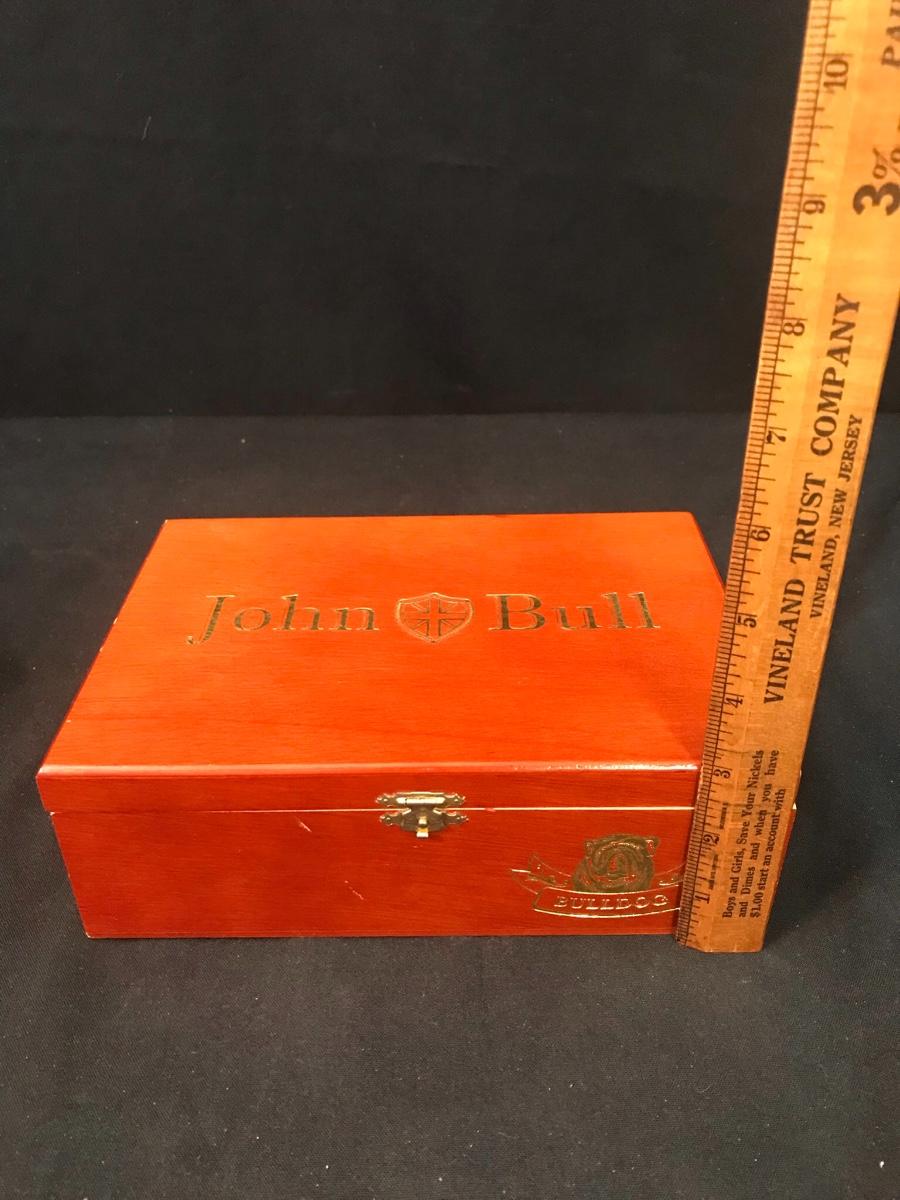 John Bull
BULLDOG
VINELAND TRUST COMPANY
VINELAND, NEW JERSEY
3%
Boys and Girls, Save Your Nickels
and Dimes and when you have
$1.00 start an account with
1
2
3
4
5
6
7
8
9
10